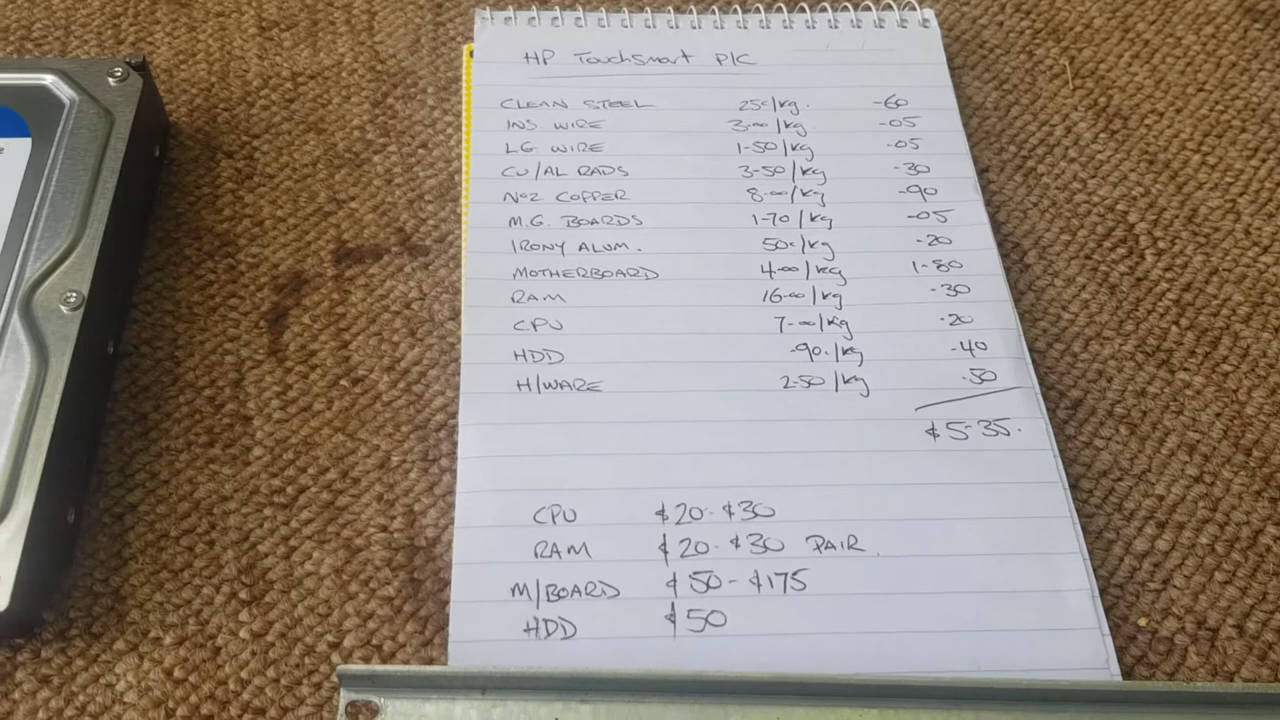 HP TouchSmart P/C
CLEAN STEEL 25c/kg. -60
INS. WIRE 3-00/kg -05
LG. WIRE 1-50/kg -05
CU/AL RADS 3-50/kg -30
No2 COPPER 8-00/kg -90
M.G. BOARDS 1-70/kg -05
IRONY ALUM. 50c/kg -20
MOTHERBOARD 4-00/kg 1-80
RAM 16-00/kg -30
CPU 7-00/kg -20
HDD -90./kg -40
H/WARE 2-50/kg .50
$5-35.
CPU $20-$30
RAM $20-$30 PAIR.
M/BOARD $50-$175
HDD $50